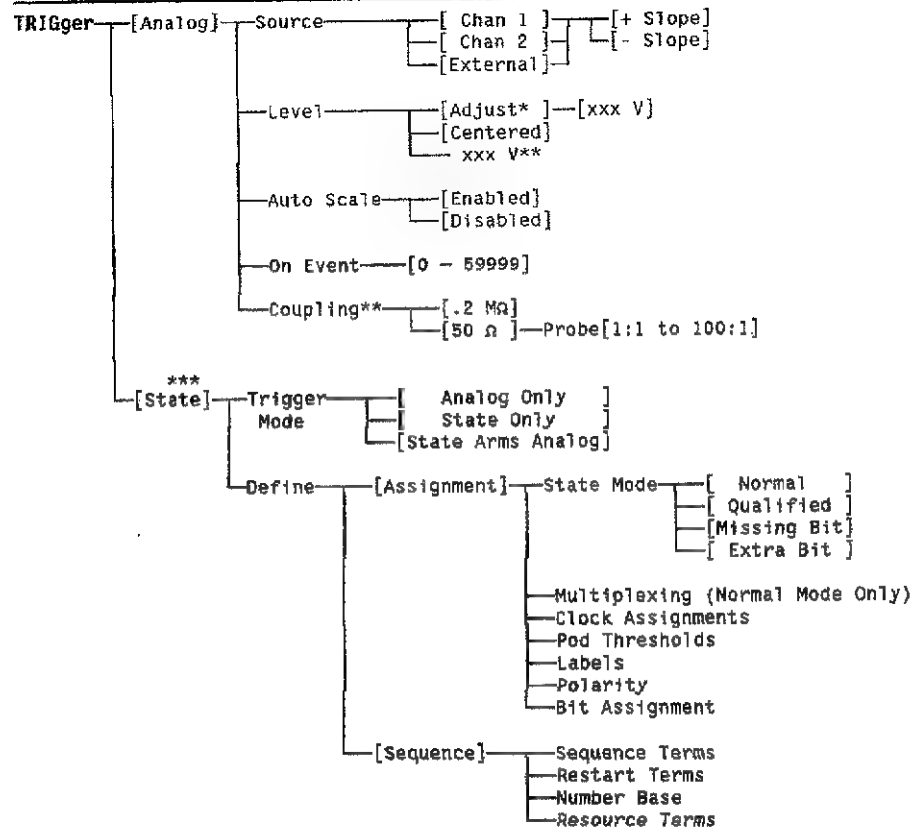 TRIGger [Analog] Source [ Chan 1 ] [+ Slope]
[ Chan 2 ] [- Slope]
[External]
Level [Adjust* ] [xxx V]
[Centered]
xxx V**
Auto Scale [Enabled]
[Disabled]
On Event [0 - 59999]
Coupling** [.2 MΩ]
[50 Ω ] Probe[1:1 to 100:1]
***
[State] Trigger [ Analog Only ]
Mode [ State Only ]
[State Arms Analog]
Define [Assignment] State Mode [ Normal ]
[ Qualified ]
[Missing Bit]
[ Extra Bit ]
Multiplexing (Normal Mode Only)
Clock Assignments
Pod Thresholds
Labels
Polarity
Bit Assignment
[Sequence] Sequence Terms
Restart Terms
Number Base
Resource Terms